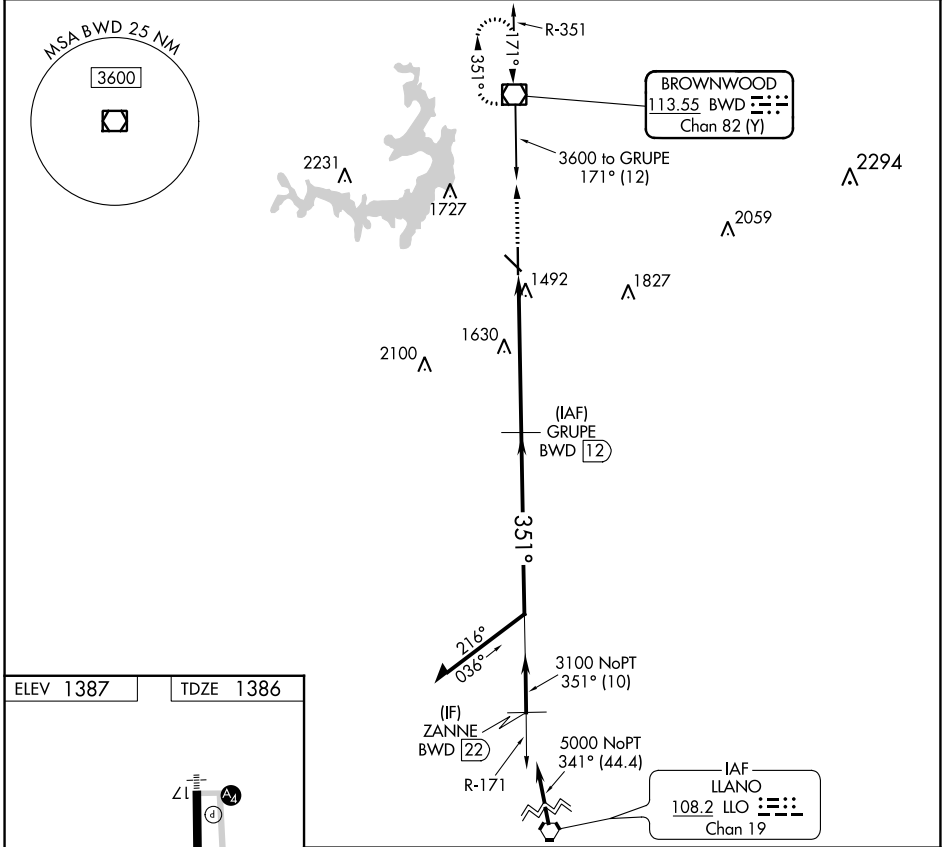 MSA BWD 25 NM
3600
R-351
171°
351°
BROWNWOOD
113.55 BWD
Chan 82 (Y)
3600 to GRUPE
171° (12)
2231
1727
2294
2059
1492
1827
1630
2100
(IAF)
GRUPE
BWD 12
351°
216°
036°
3100 NoPT
351° (10)
(IF)
ZANNE
BWD 22
R-171
5000 NoPT
341° (44.4)
IAF
LLANO
108.2 LLO
Chan 19
ELEV 1387
TDZE 1386
17
A4
P